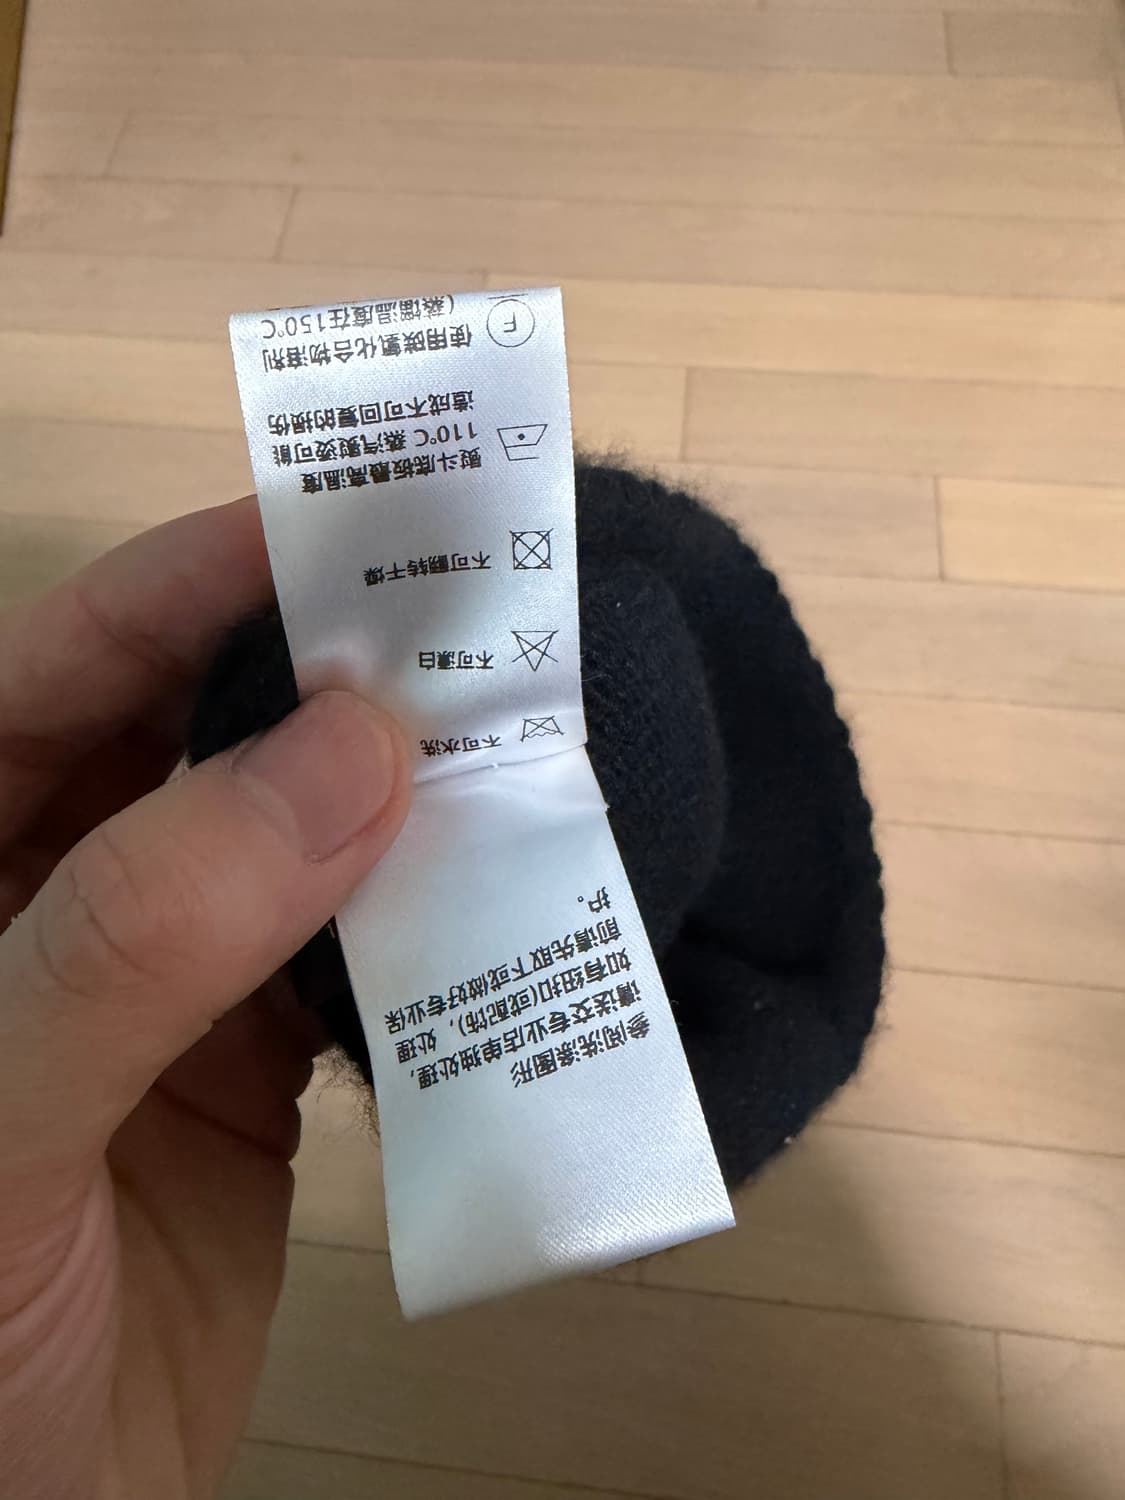 参阅洗涤图形
请送交专业店单独处理,
如有纽扣(或配饰), 处理
前请先取下或做好专业保
护。
不可水洗
不可漂白
不可翻转干燥
熨斗底板最高温度
110°C 蒸汽熨烫可能
造成不可回复的损伤
F 使用碳氢化合物溶剂
(蒸馏温度在150°C